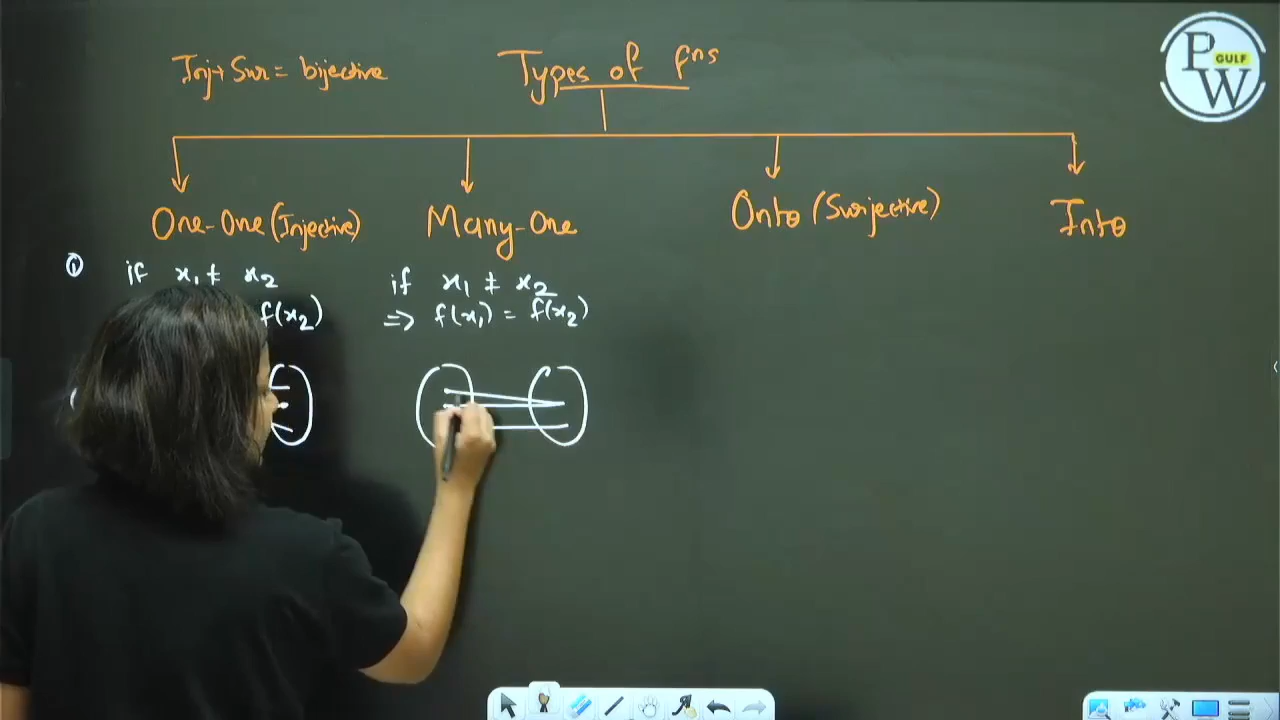 Inj + Sur = bijective
Types of fns
One-One (Injective)
Many-One
Onto (Surjective)
Into
①
if x₁ ≠ x₂
f(x₂)
if x₁ ≠ x₂
⇒ f(x₁) = f(x₂)
PW
GULF